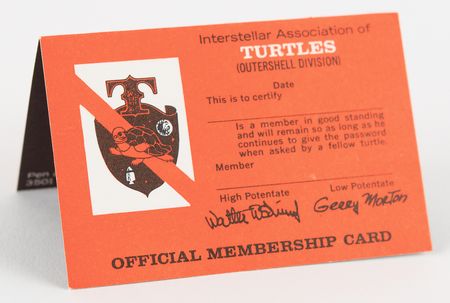 Interstellar Association of
TURTLES
(OUTERSHELL DIVISION)
Date
This is to certify
Is a member in good standing
and will remain so as long as he
continues to give the password
when asked by a fellow turtle.
Member
High Potentate
Low Potentate
Gerry Morton
OFFICIAL MEMBERSHIP CARD
T
Pen
3501